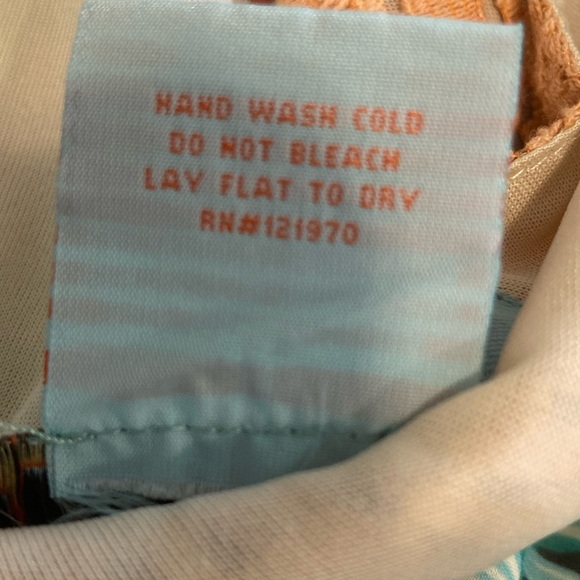 HAND WASH COLD
DO NOT BLEACH
LAY FLAT TO DRY
RN#121970